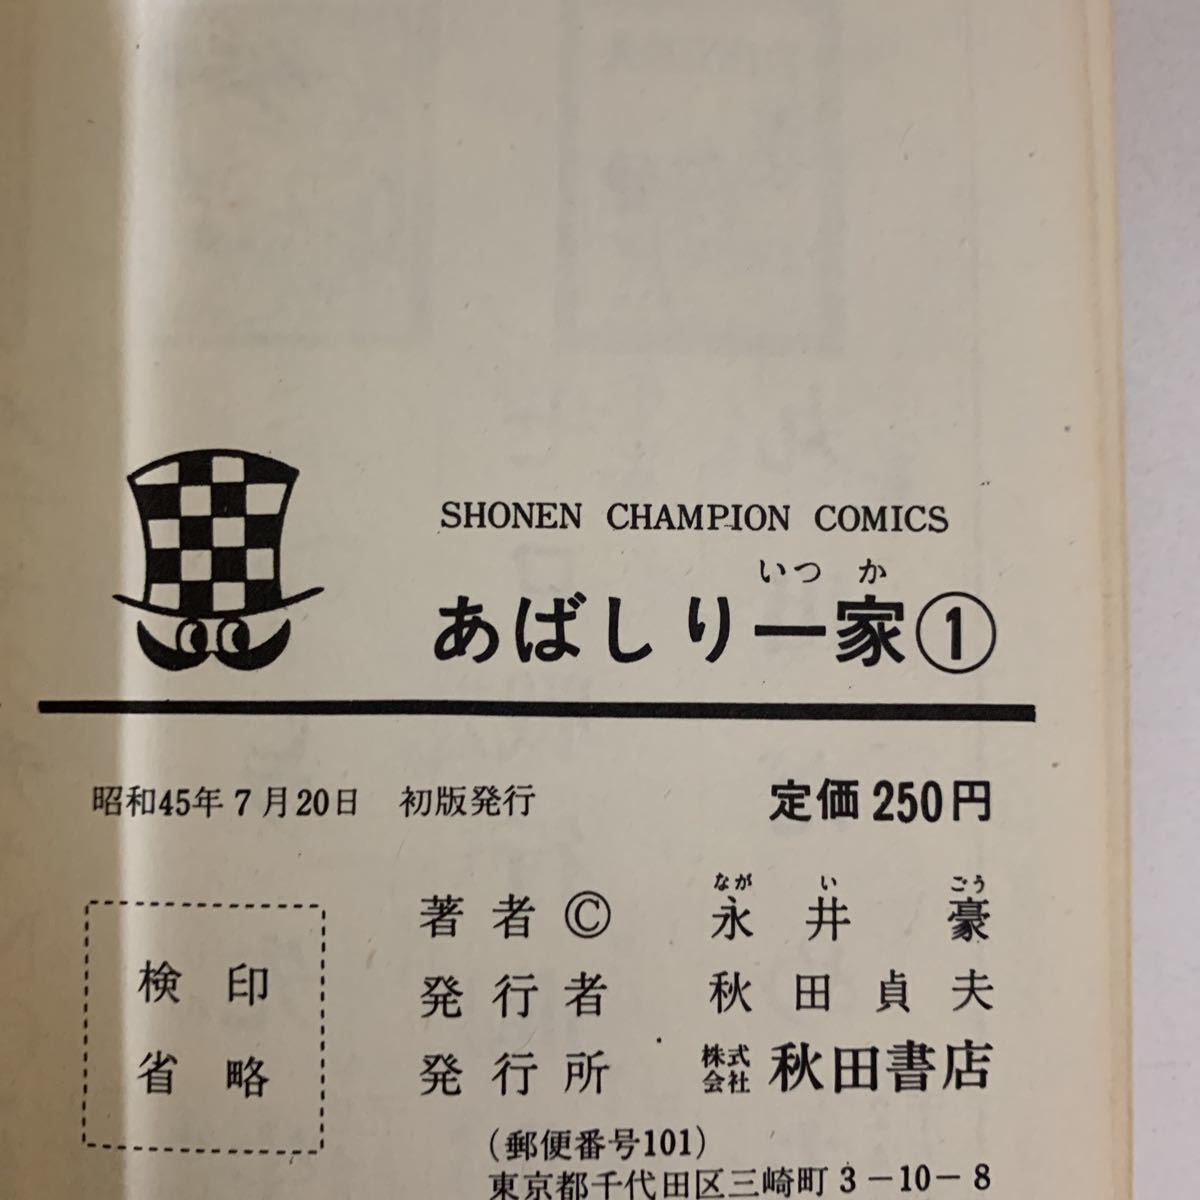 SHONEN CHAMPION COMICS
いつ か
あばしり一家①
昭和45年7月20日 初版発行 定価 250円
なが い ごう
著者© 永井 豪
発行者 秋田貞夫
発行所 株式会社 秋田書店
検印
省略
(郵便番号101)
東京都千代田区三崎町3-10-8